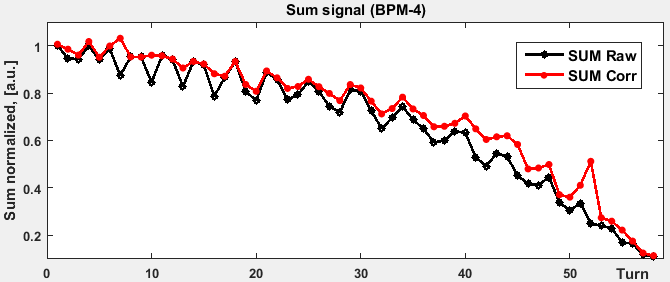 Sum signal (BPM-4)
Sum normalized, [a.u.]
1
0.8
0.6
0.4
0.2
SUM Raw
SUM Corr
0 10 20 30 40 50 Turn